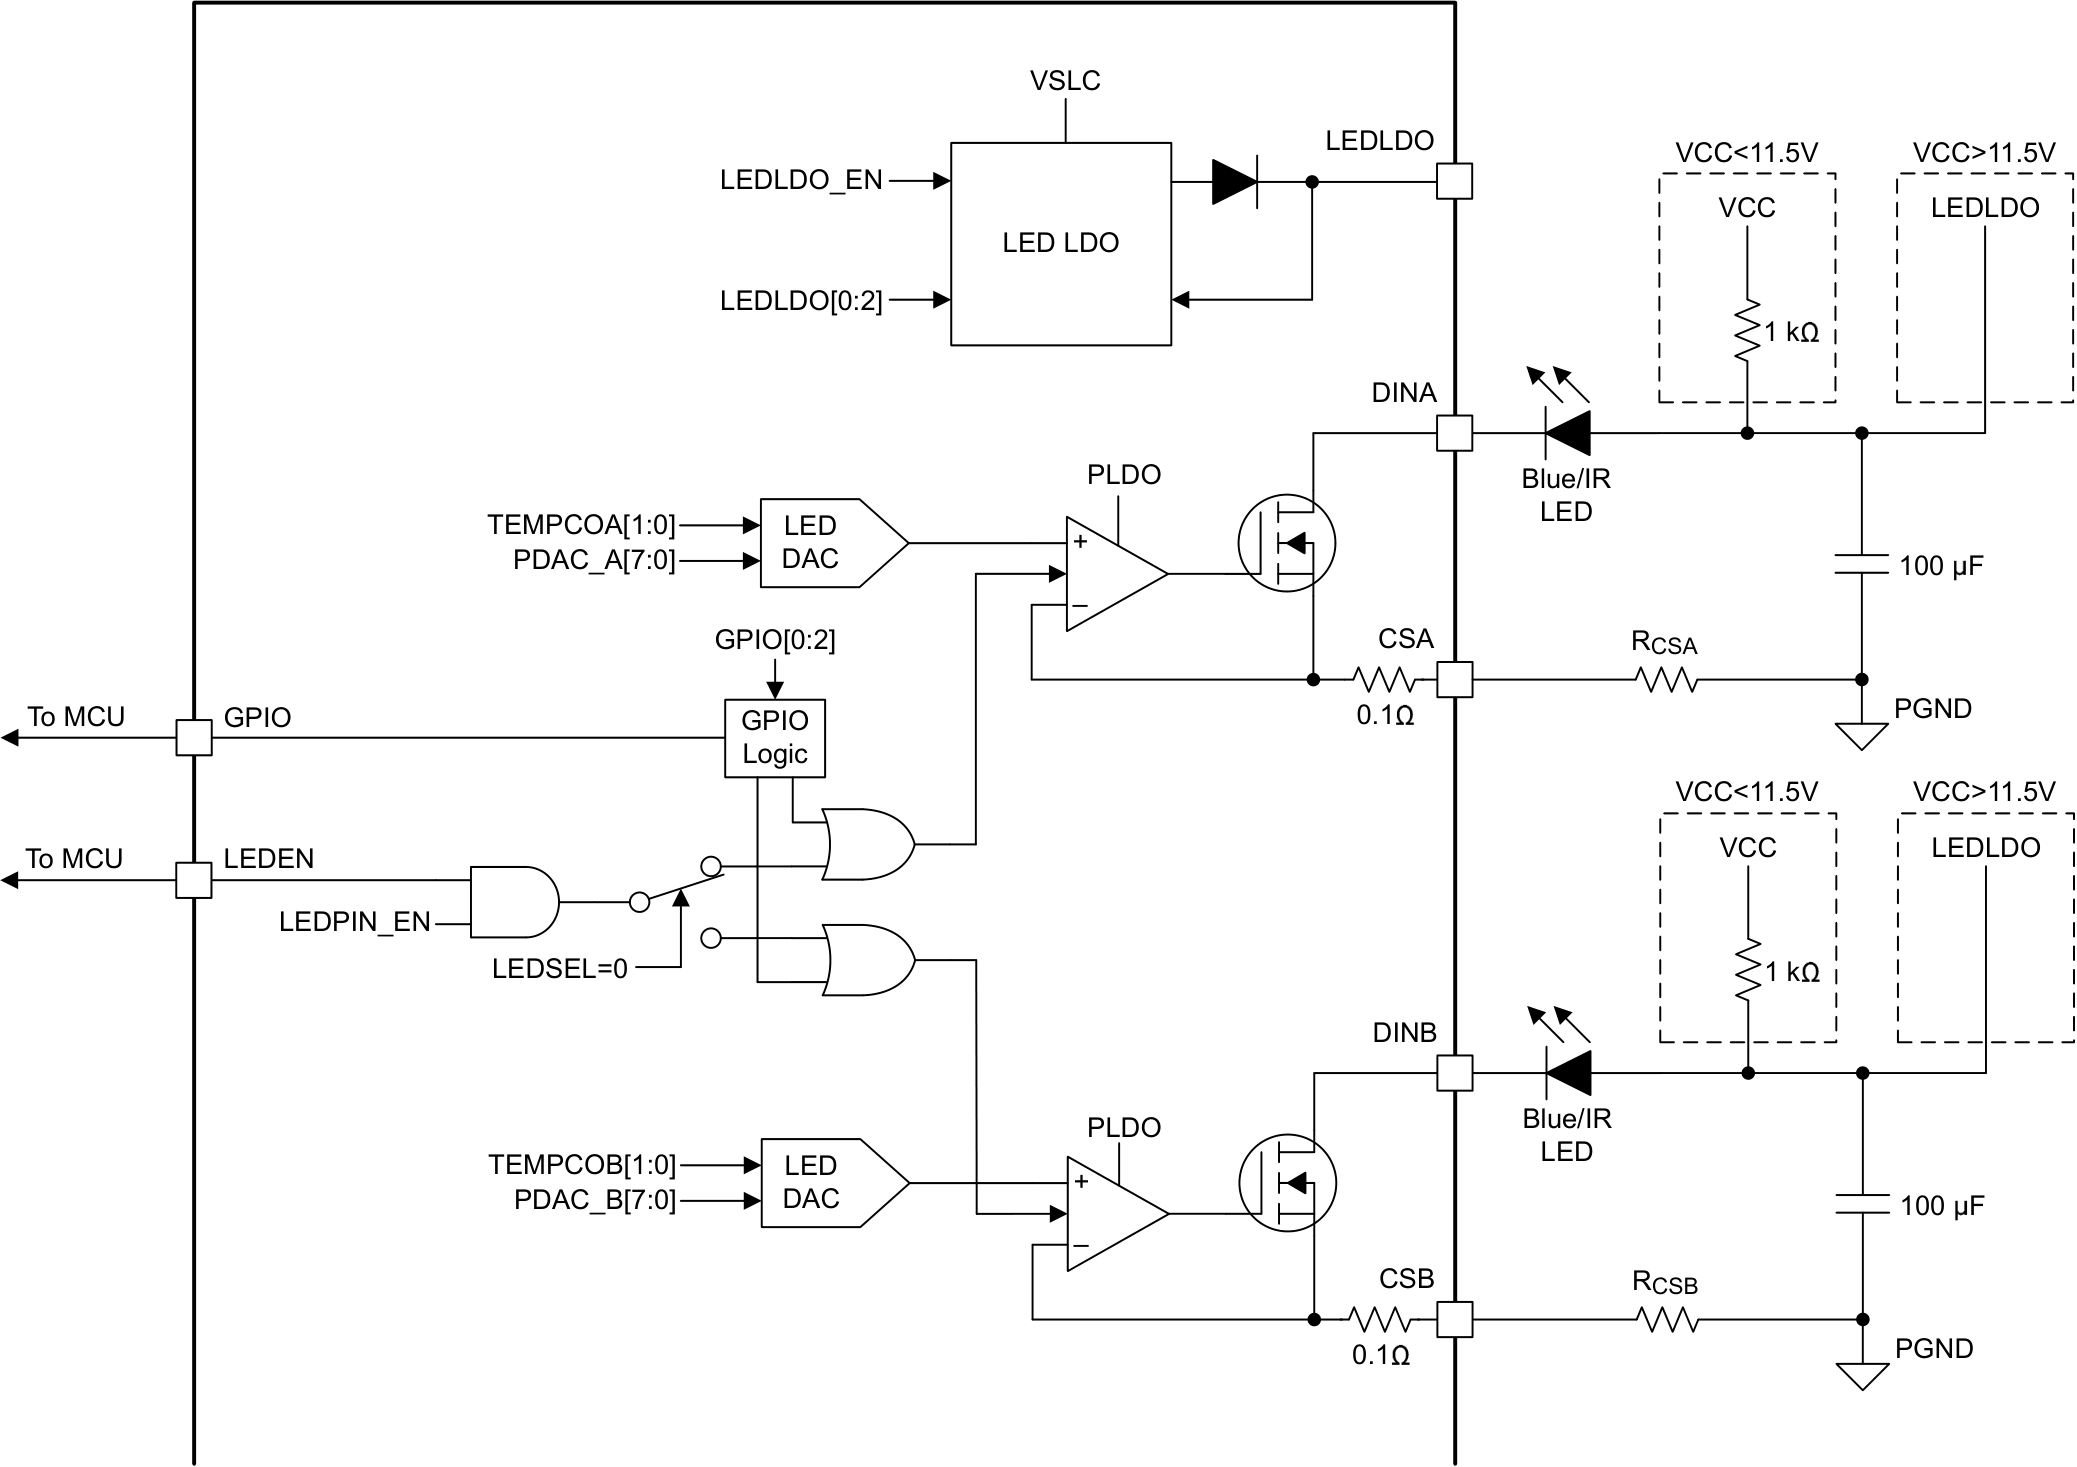 VSLC
LEDLDO
LEDLDO_EN
LED LDO
LEDLDO[0:2]
VCC<11.5V
VCC
1 kΩ
VCC>11.5V
LEDLDO
DINA
Blue/IR
LED
PLDO
TEMPCOA[1:0]
PDAC_A[7:0]
LED
DAC
+
–
100 µF
GPIO[0:2]
CSA
RCSA
0.1Ω
PGND
To MCU
GPIO
GPIO
Logic
To MCU
LEDEN
LEDPIN_EN
LEDSEL=0
VCC<11.5V
VCC
1 kΩ
VCC>11.5V
LEDLDO
DINB
Blue/IR
LED
PLDO
TEMPCOB[1:0]
PDAC_B[7:0]
LED
DAC
+
–
100 µF
CSB
RCSB
0.1Ω
PGND